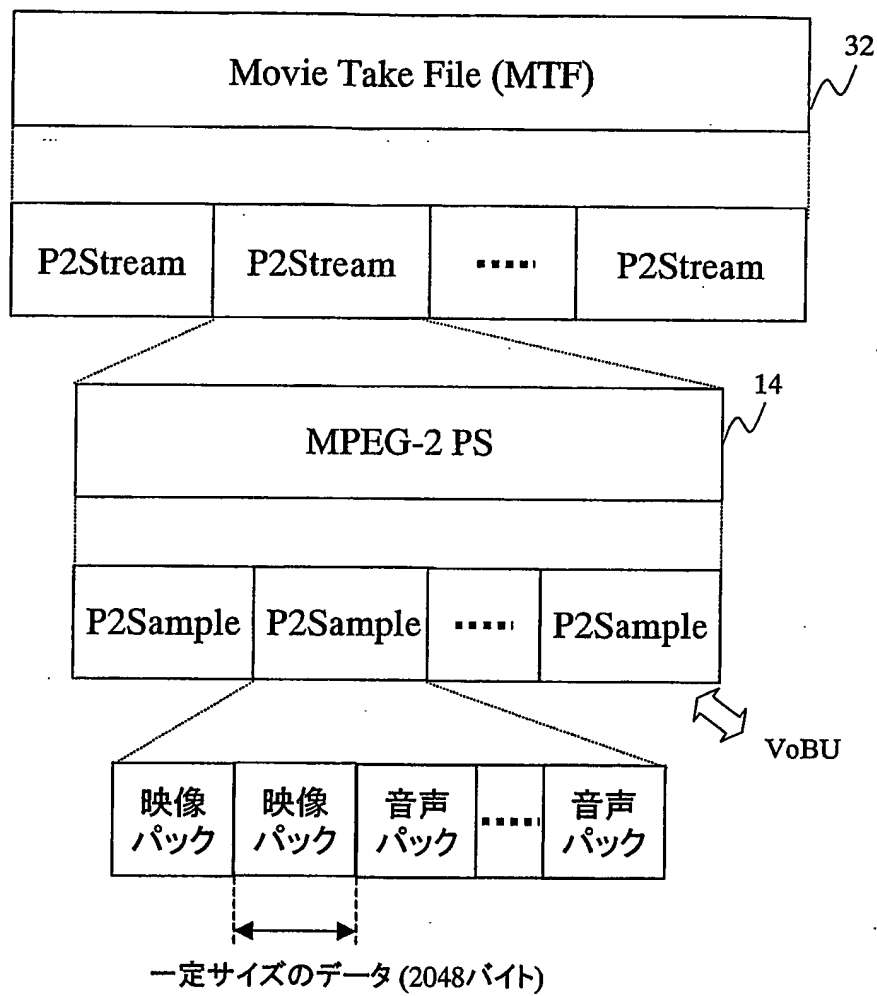 Movie Take File (MTF)
32
P2Stream
P2Stream
.....
P2Stream
MPEG-2 PS
14
P2Sample
P2Sample
.....
P2Sample
VoBU
映像
パック
映像
パック
音声
パック
.....
音声
パック
一定サイズのデータ(2048バイト)